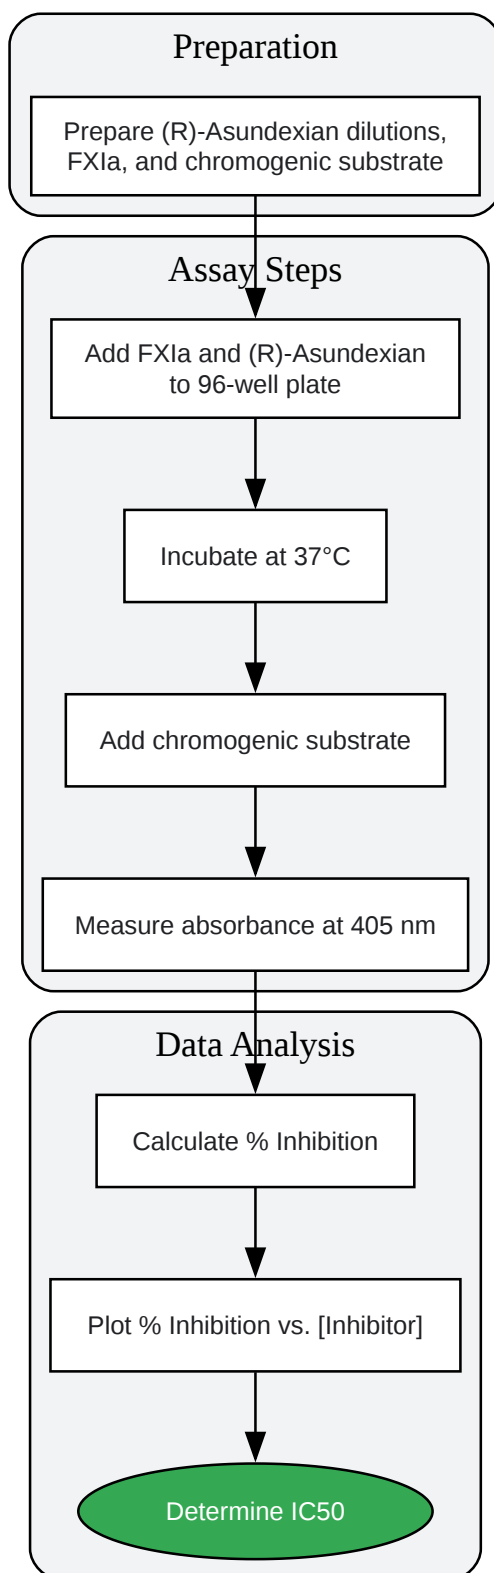 Preparation
Prepare (R)-Asundexian dilutions,
FXIa, and chromogenic substrate
Assay Steps
Add FXIa and (R)-Asundexian
to 96-well plate
Incubate at 37°C
Add chromogenic substrate
Measure absorbance at 405 nm
Data Analysis
Calculate % Inhibition
Plot % Inhibition vs. [Inhibitor]
Determine IC50